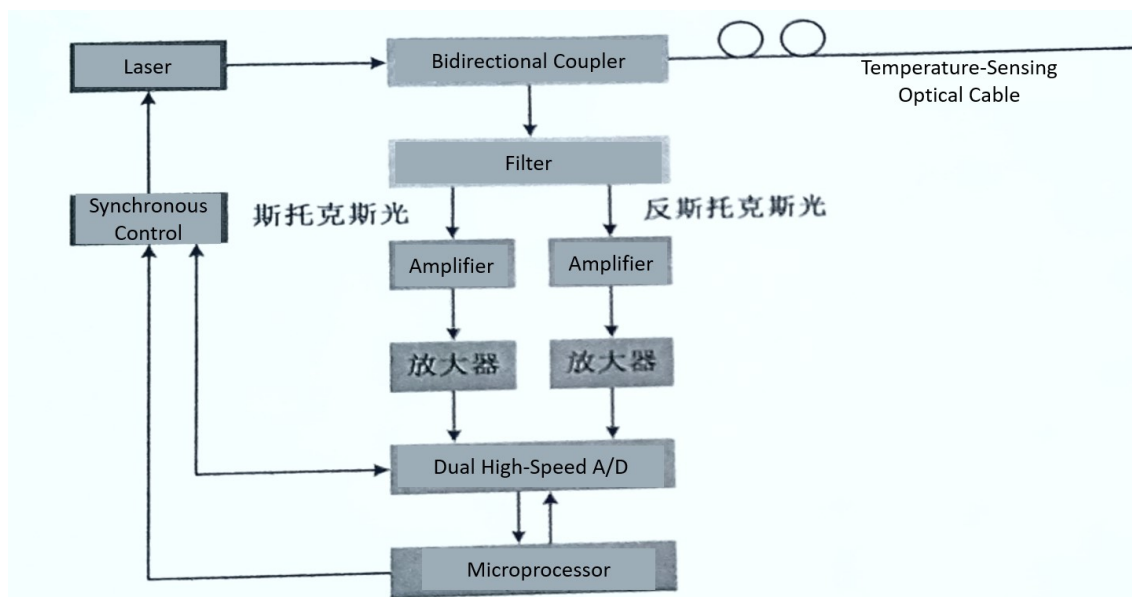 Laser
Bidirectional Coupler
Temperature-Sensing
Optical Cable
Filter
Synchronous
Control
斯托克斯光
反斯托克斯光
Amplifier
Amplifier
放大器
放大器
Dual High-Speed A/D
Microprocessor